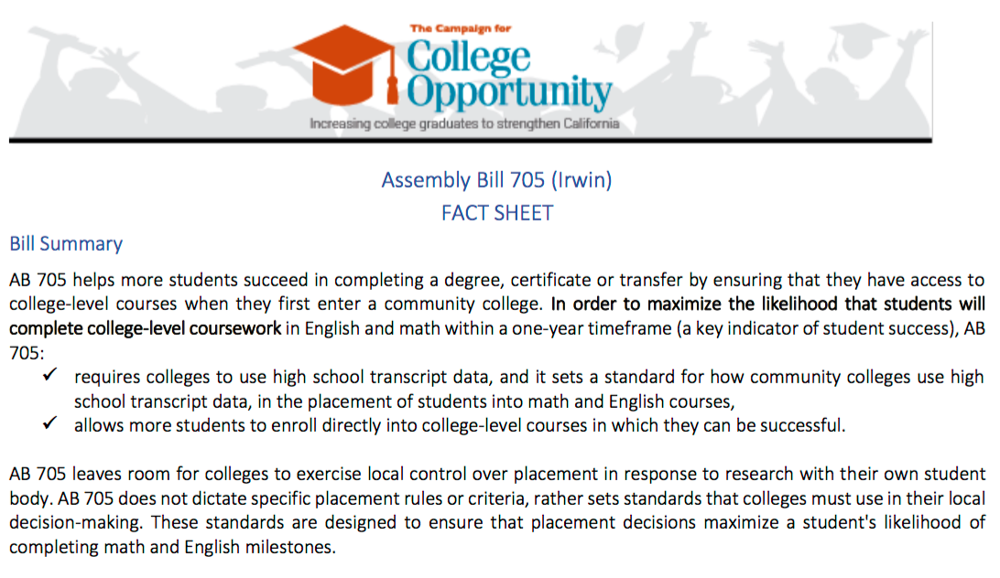 The Campaign for
College
Opportunity
Increasing college graduates to strengthen California
Assembly Bill 705 (Irwin)
FACT SHEET
Bill Summary
AB 705 helps more students succeed in completing a degree, certificate or transfer by ensuring that they have access to
college-level courses when they first enter a community college. In order to maximize the likelihood that students will
complete college-level coursework in English and math within a one-year timeframe (a key indicator of student success), AB
705:
✓ requires colleges to use high school transcript data, and it sets a standard for how community colleges use high
school transcript data, in the placement of students into math and English courses,
✓ allows more students to enroll directly into college-level courses in which they can be successful.
AB 705 leaves room for colleges to exercise local control over placement in response to research with their own student
body. AB 705 does not dictate specific placement rules or criteria, rather sets standards that colleges must use in their local
decision-making. These standards are designed to ensure that placement decisions maximize a student's likelihood of
completing math and English milestones.